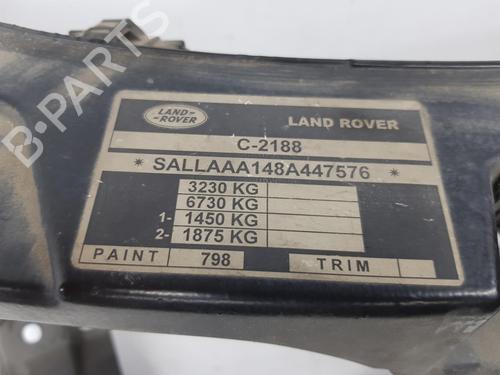 LAND-
-ROVER
LAND ROVER
C-2188
* SALLAAA148A447576 *
3230 KG
6730 KG
1- 1450 KG
2- 1875 KG
PAINT 798 TRIM